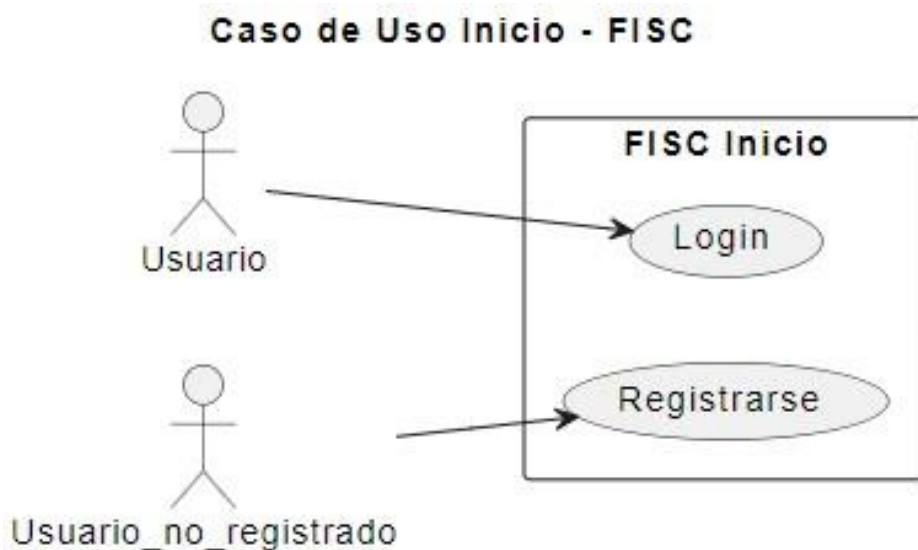 Caso de Uso Inicio - FISC
FISC Inicio
Usuario
Login
Usuario_no_registrado
Registrarse